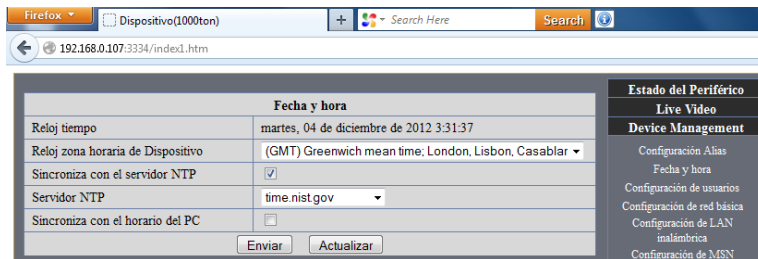 Firefox
Dispositivo(1000ton)
+
Search Here
Search
192.168.0.107:3334/index1.htm
Fecha y hora
Reloj tiempo martes, 04 de diciembre de 2012 3:31:37
Reloj zona horaria de Dispositivo (GMT) Greenwich mean time; London, Lisbon, Casablar
Sincroniza con el servidor NTP
Servidor NTP time.nist.gov
Sincroniza con el horario del PC
Enviar Actualizar
Estado del Periférico
Live Video
Device Management
Configuración Alias
Fecha y hora
Configuración de usuarios
Configuración de red básica
Configuración de LAN
inalámbrica
Configuración de MSN